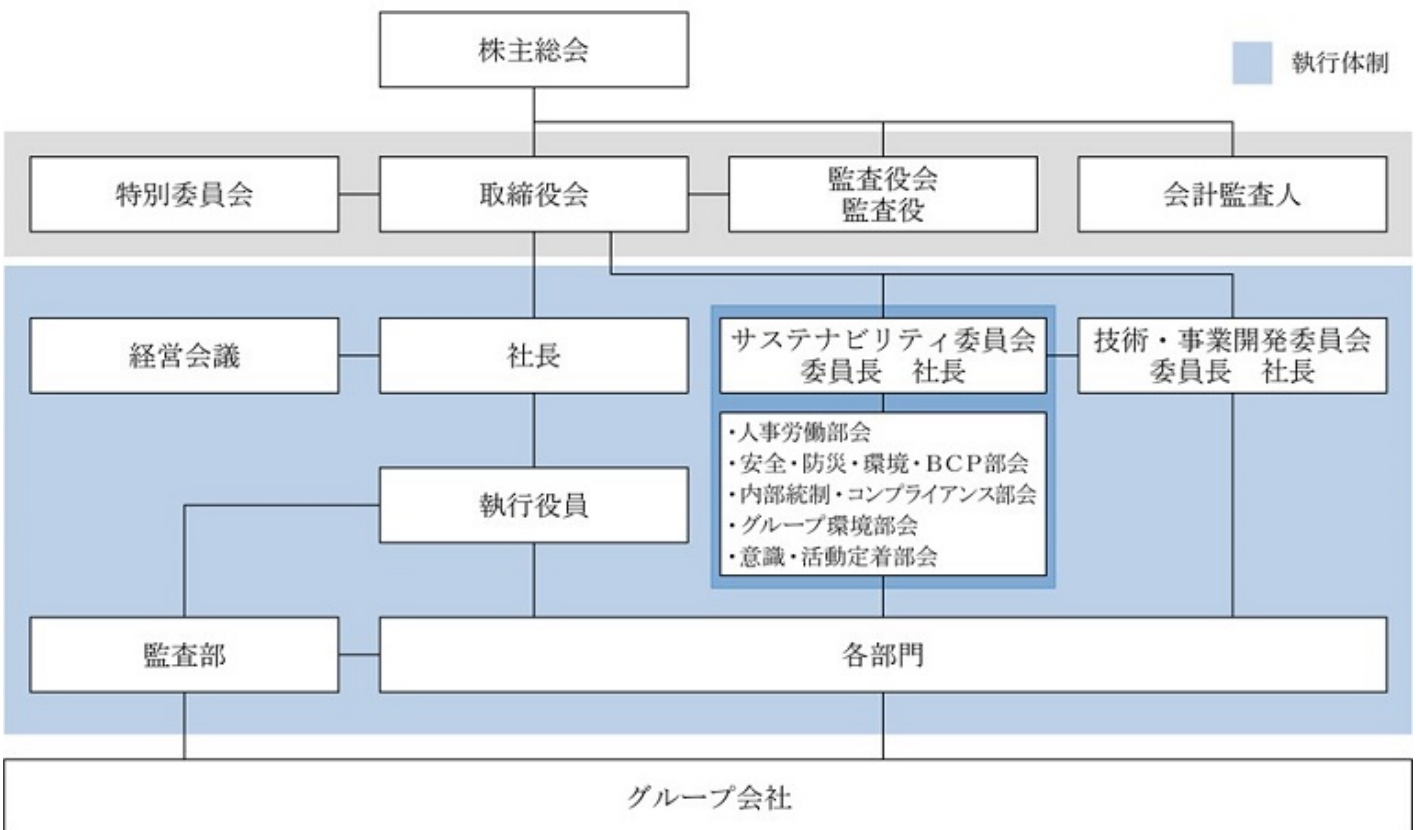 株主総会
執行体制
特別委員会
取締役会
監査役会
監査役
会計監査人
経営会議
社長
サステナビリティ委員会
委員長　社長
技術・事業開発委員会
委員長　社長
・人事労働部会
・安全・防災・環境・BCP部会
・内部統制・コンプライアンス部会
・グループ環境部会
・意識・活動定着部会
執行役員
監査部
各部門
グループ会社